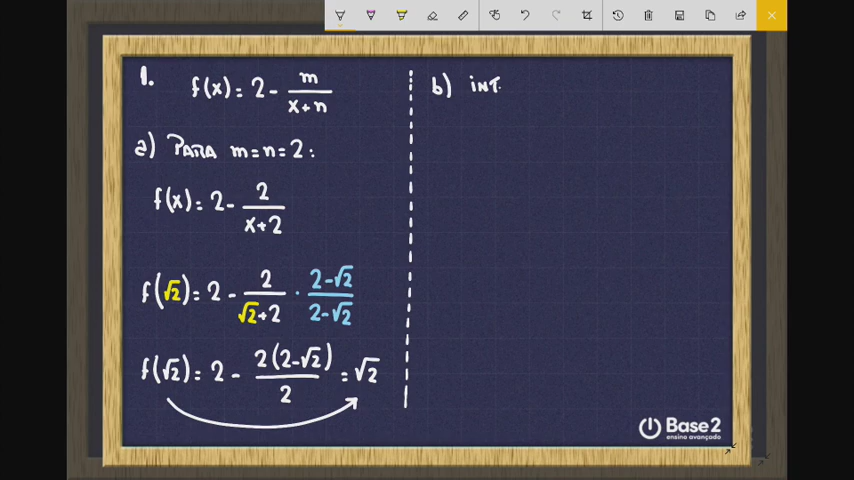 1.
f(x) = 2 - m/(x+n)
a) PARA m=n=2:
f(x) = 2 - 2/(x+2)
f(√2) = 2 - 2/(√2+2) · (2-√2)/(2-√2)
f(√2) = 2 - 2(2-√2)/2 = √2
b) INT.
Base2
ensino avançado